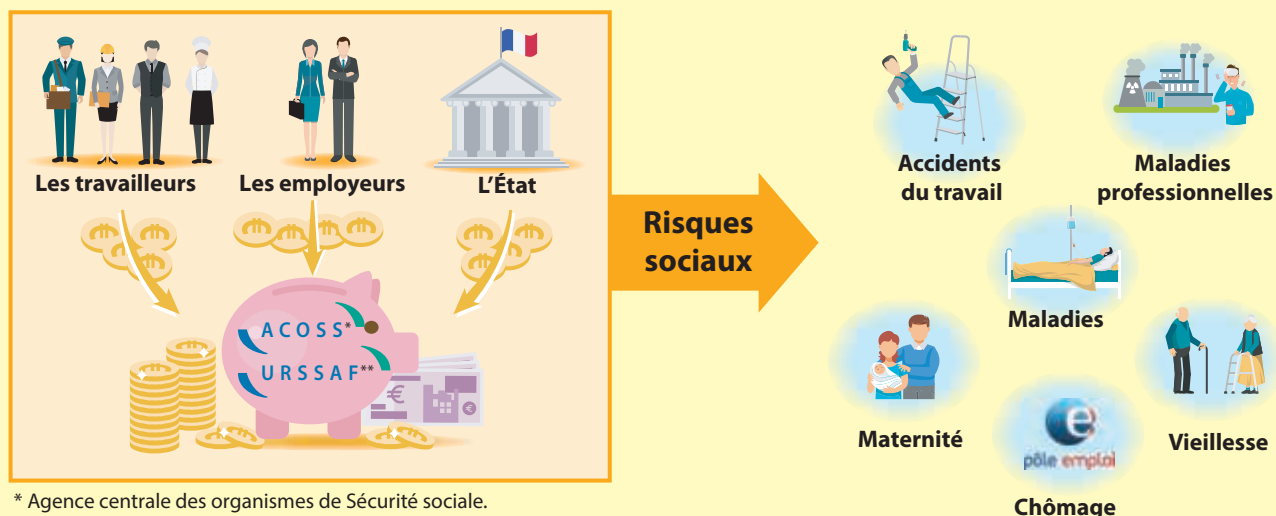 Les travailleurs
Les employeurs
L'État
ACOSS*
URSSAF**
* Agence centrale des organismes de Sécurité sociale.
Risques
sociaux
Accidents
du travail
Maladies
professionnelles
Maladies
Maternité
pôle emploi
Chômage
Vieillesse